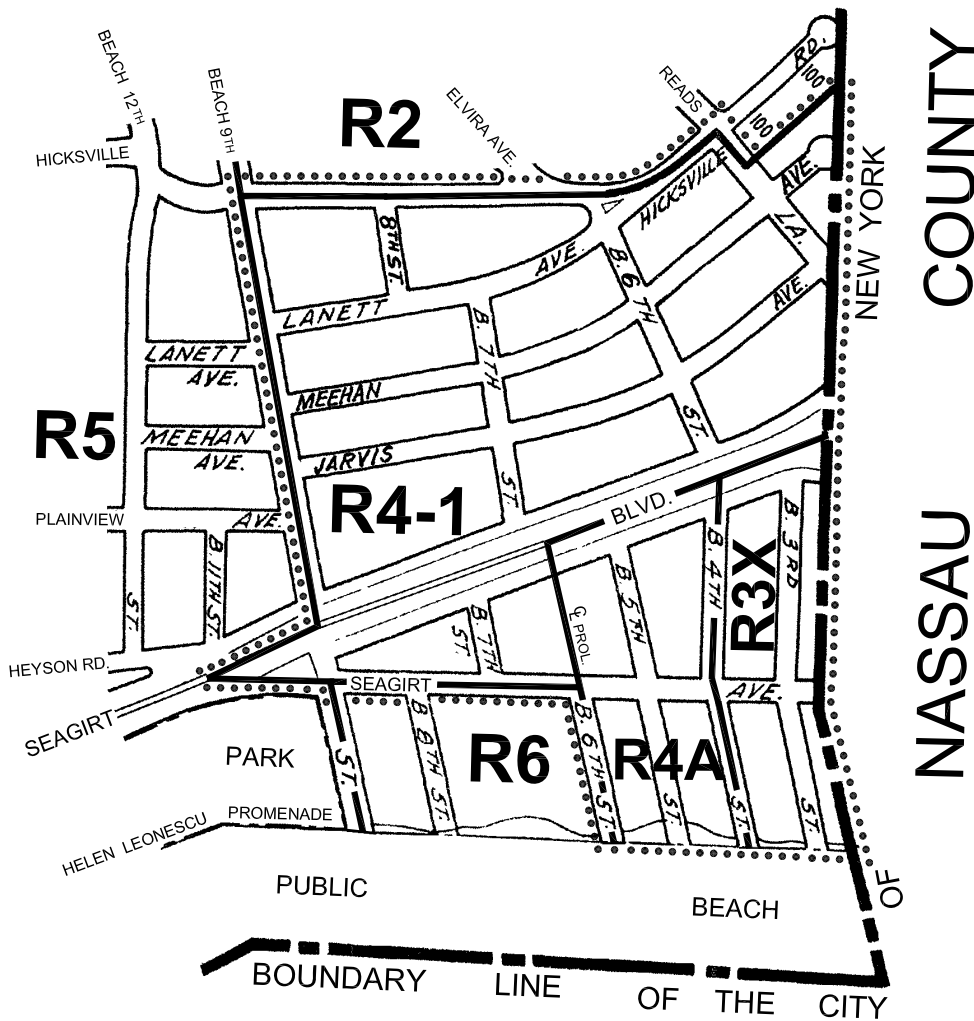 BEACH 12TH
BEACH 9TH
R2
ELVIRA AVE.
READS
RD.
100
100
COUNTY
HICKSVILLE
HICKSVILLE
AVE.
LA.
NEW YORK
8TH ST.
AVE.
B. 6TH
AVE.
LANETT
B. 7TH
LANETT
AVE.
MEEHAN
R5
MEEHAN
AVE.
JARVIS
ST.
ST.
R4-1
BLVD.
PLAINVIEW
AVE.
B. 3RD
B. 4TH
R3X
B. 11TH ST.
ST.
B. 5TH
℄ PROL.
B. 7TH
ST.
NASSAU
HEYSON RD.
SEAGIRT
AVE.
SEAGIRT
PARK
ST.
B. 8TH
ST.
R6
B. 6TH
ST.
R4A
ST.
ST.
ST.
HELEN LEONESCU PROMENADE
PUBLIC BEACH
OF
BOUNDARY LINE OF THE CITY